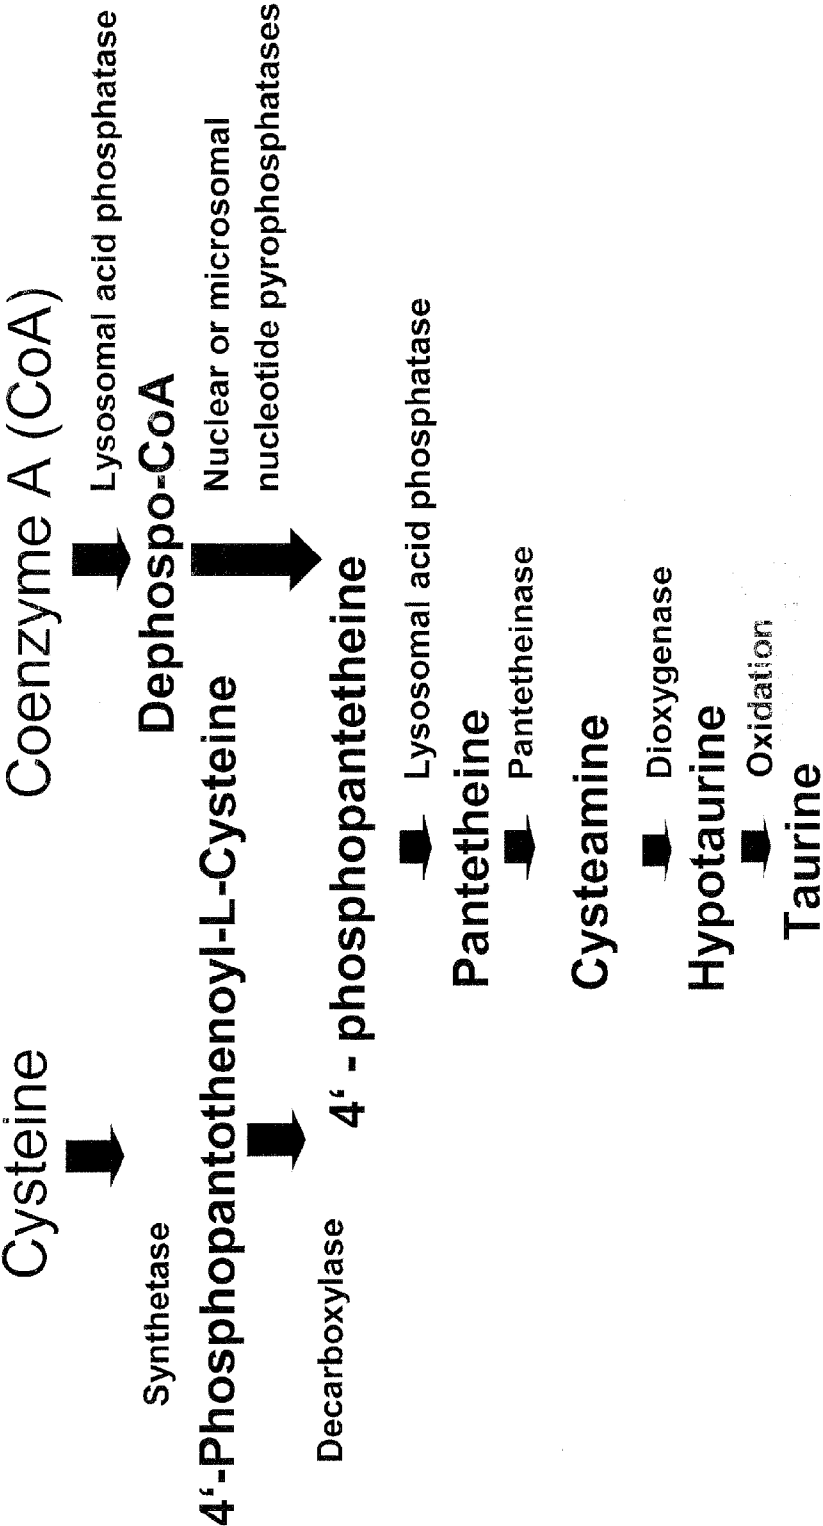 Cysteine
Coenzyme A (CoA)
Synthetase
Lysosomal acid phosphatase
Dephospo-CoA
4‘-Phosphopantothenoyl-L-Cysteine
Nuclear or microsomal
nucleotide pyrophosphatases
Decarboxylase
4‘ - phosphopantetheine
Lysosomal acid phosphatase
Pantetheine
Pantetheinase
Cysteamine
Dioxygenase
Hypotaurine
Oxidation
Taurine